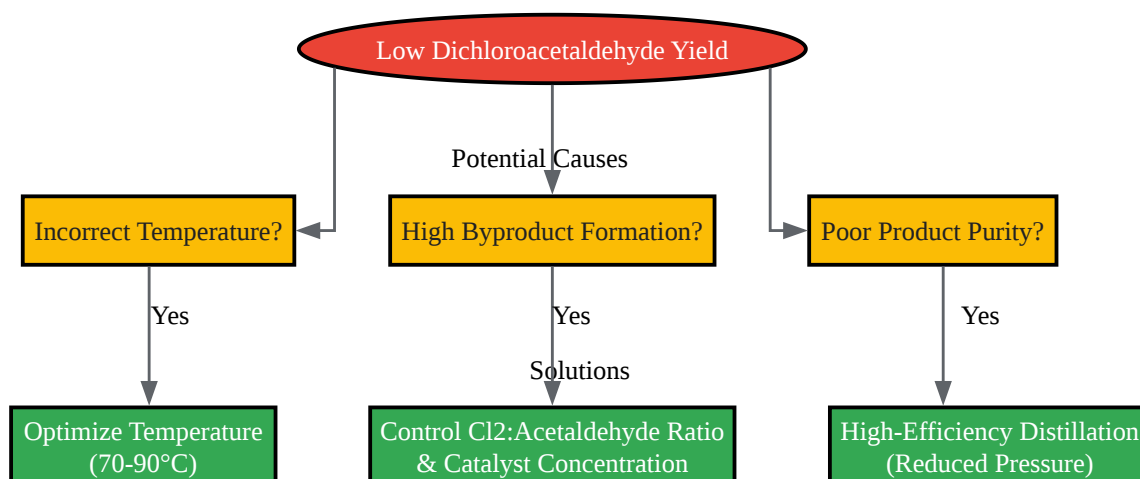 Low Dichloroacetaldehyde Yield
Potential Causes
Incorrect Temperature?
High Byproduct Formation?
Poor Product Purity?
Yes
Yes
Yes
Solutions
Optimize Temperature
(70-90°C)
Control Cl2:Acetaldehyde Ratio
& Catalyst Concentration
High-Efficiency Distillation
(Reduced Pressure)